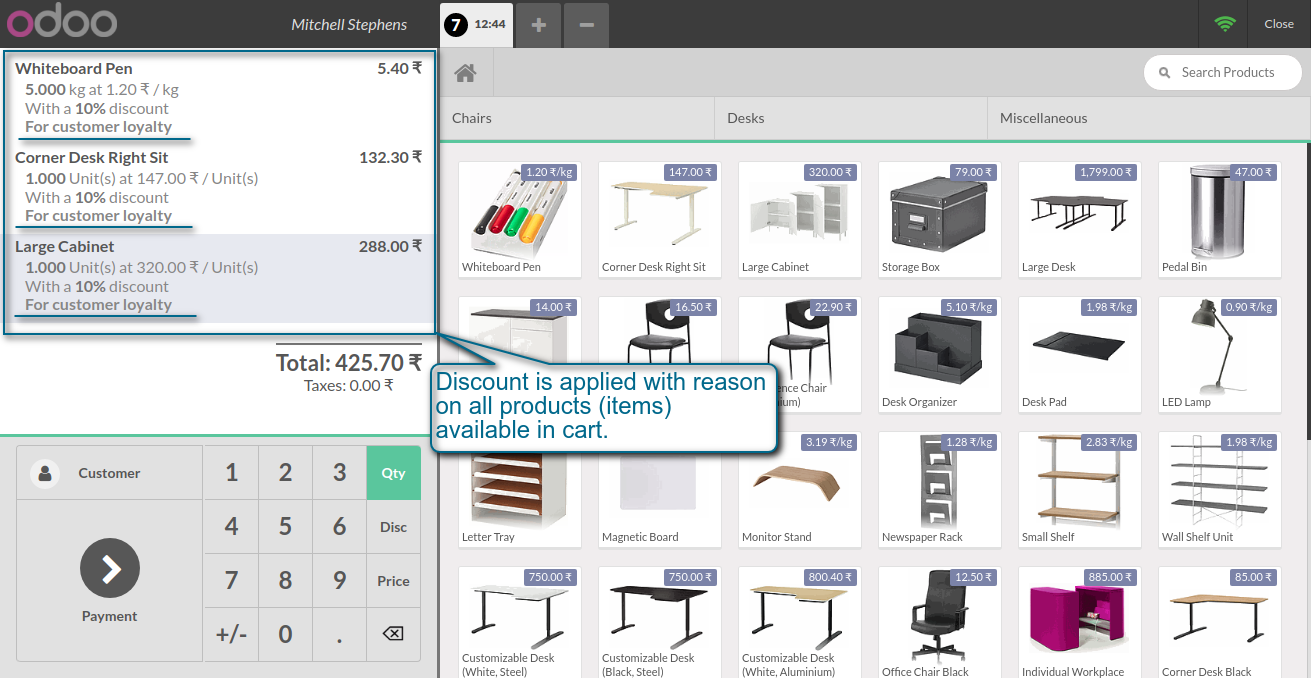 odoo
Mitchell Stephens
7 12:44
Close
Whiteboard Pen 5.40 ₹
5.000 kg at 1.20 ₹ / kg
With a 10% discount
For customer loyalty
Corner Desk Right Sit 132.30 ₹
1.000 Unit(s) at 147.00 ₹ / Unit(s)
With a 10% discount
For customer loyalty
Large Cabinet 288.00 ₹
1.000 Unit(s) at 320.00 ₹ / Unit(s)
With a 10% discount
For customer loyalty
Total: 425.70 ₹
Taxes: 0.00 ₹
Discount is applied with reason
on all products (items)
available in cart.
Customer
Payment
1 2 3 Qty
4 5 6 Disc
7 8 9 Price
+/- 0 .
Search Products
Chairs Desks Miscellaneous
1.20 ₹/kg 147.00 ₹ 320.00 ₹ 79.00 ₹ 1,799.00 ₹ 47.00 ₹
Whiteboard Pen Corner Desk Right Sit Large Cabinet Storage Box Large Desk Pedal Bin
14.00 ₹ 16.50 ₹ 22.90 ₹ 5.10 ₹/kg 1.98 ₹/kg 0.90 ₹/kg
Chair
Desk Organizer Desk Pad LED Lamp
3.19 ₹/kg 1.28 ₹/kg 2.83 ₹/kg 1.98 ₹/kg
Letter Tray Magnetic Board Monitor Stand Newspaper Rack Small Shelf Wall Shelf Unit
750.00 ₹ 750.00 ₹ 800.40 ₹ 12.50 ₹ 885.00 ₹ 85.00 ₹
Customizable Desk Customizable Desk Customizable Desk
(White, Steel) (Black, Steel) (White, Aluminium) Office Chair Black Individual Workplace Corner Desk Black